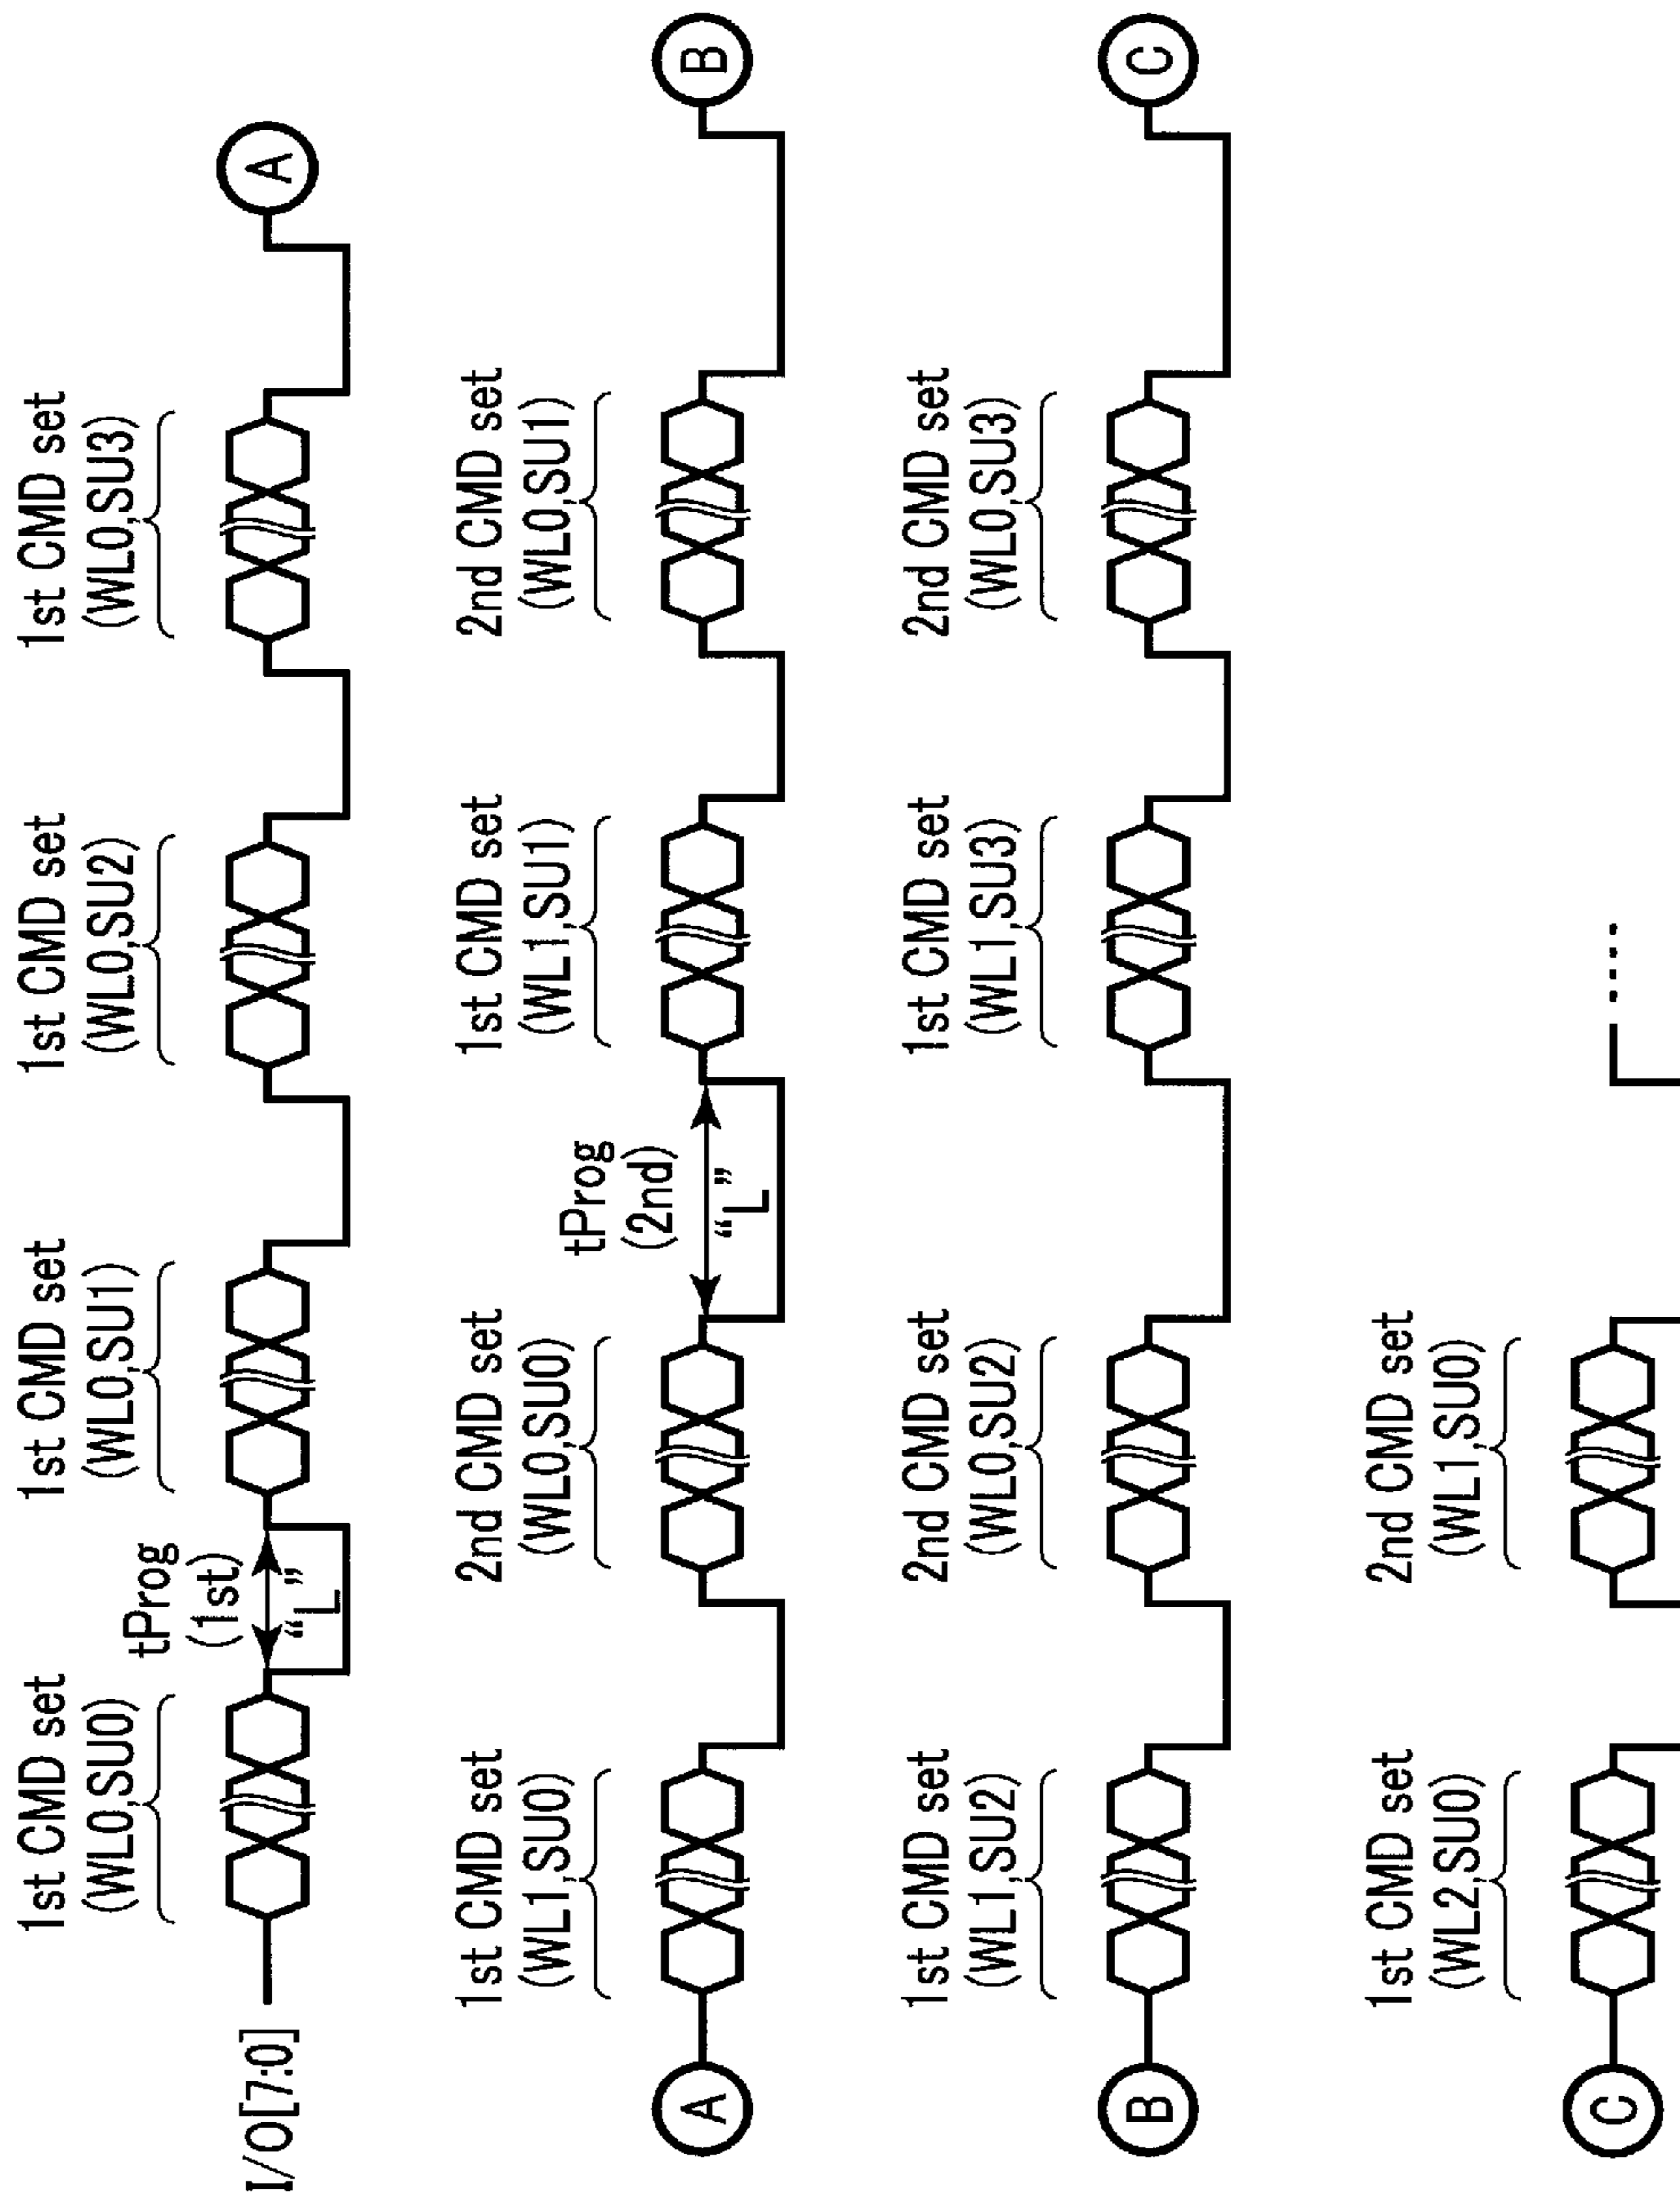 1st CMD set
(WL0,SU0)
tProg
(1st)
“L”
1st CMD set
(WL0,SU1)
1st CMD set
(WL0,SU2)
1st CMD set
(WL0,SU3)
I/O[7:0]
A
A
1st CMD set
(WL1,SU0)
2nd CMD set
(WL0,SU0)
tProg
(2nd)
“L”
1st CMD set
(WL1,SU1)
2nd CMD set
(WL0,SU1)
B
B
1st CMD set
(WL1,SU2)
2nd CMD set
(WL0,SU2)
1st CMD set
(WL1,SU3)
2nd CMD set
(WL0,SU3)
C
C
1st CMD set
(WL2,SU0)
2nd CMD set
(WL1,SU0)